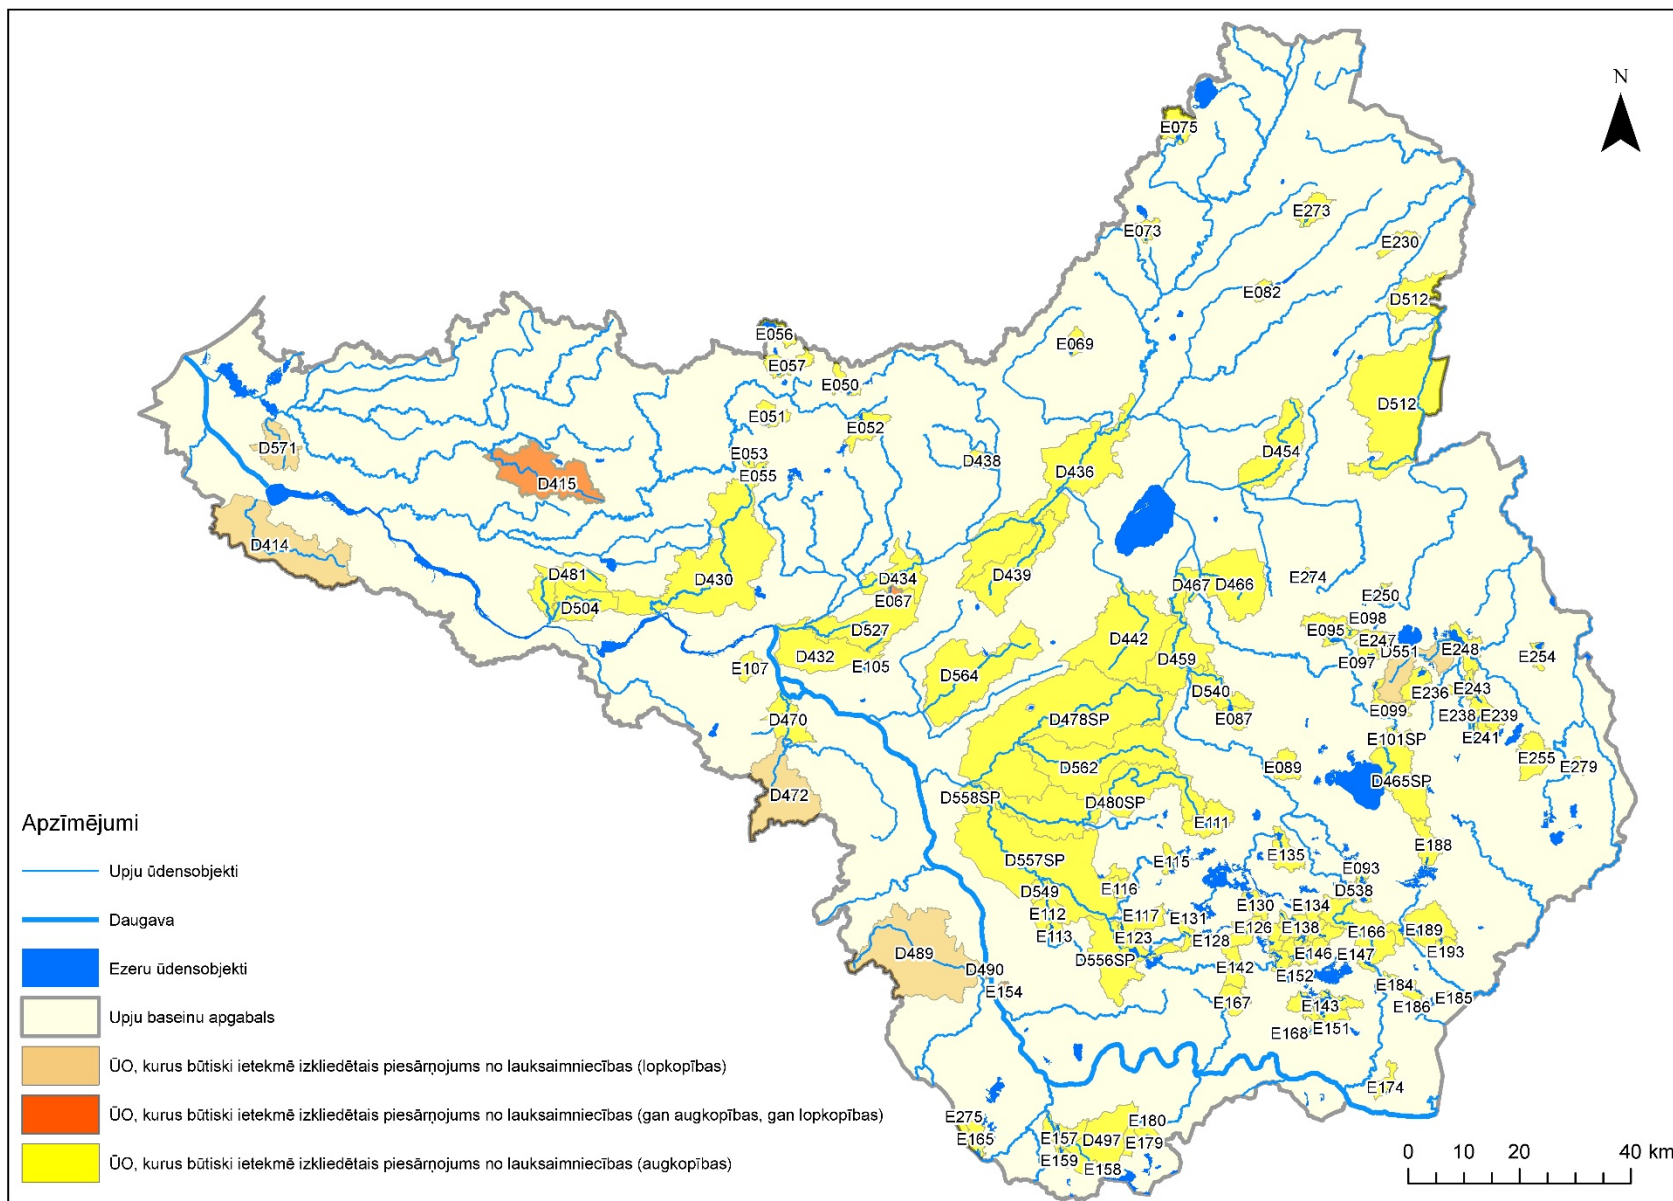 N
E075
E273
E073
E230
E082
D512
E056
E069
E057
E050
D512
E051
E052
D571
E053
D438
D454
D436
E055
D415
D414
D481
D430
D434
D439
D467
D466
E274
E250
D504
E067
E098
D527
E095
E247
D442
D551
D432
E248
E254
E105
E097
D459
E107
D564
D540
E236
E243
E099
E087
E238
E239
D470
D478SP
E241
E101SP
E255
D562
E089
E279
D465SP
D472
D558SP
D480SP
E111
Apzīmējumi
E188
E135
D557SP
E115
E093
Upju ūdensobjekti
E116
D549
D538
E130
E134
E112
E117
E131
Daugava
E126
E138
E166
E189
E113
E123
E128
E193
D489
D556SP
E146
E147
Ezeru ūdensobjekti
D490
E142
E152
E154
E184
E167
E143
E186
E185
Upju baseinu apgabals
E168
E151
ŪO, kurus būtiski ietekmē izkliedētais piesārņojums no lauksaimniecības (lopkopības)
E174
ŪO, kurus būtiski ietekmē izkliedētais piesārņojums no lauksaimniecības (gan augkopības, gan lopkopības)
E275
E180
E165
E157
D497
E179
E159
E158
ŪO, kurus būtiski ietekmē izkliedētais piesārņojums no lauksaimniecības (augkopības)
0 10 20 40 km